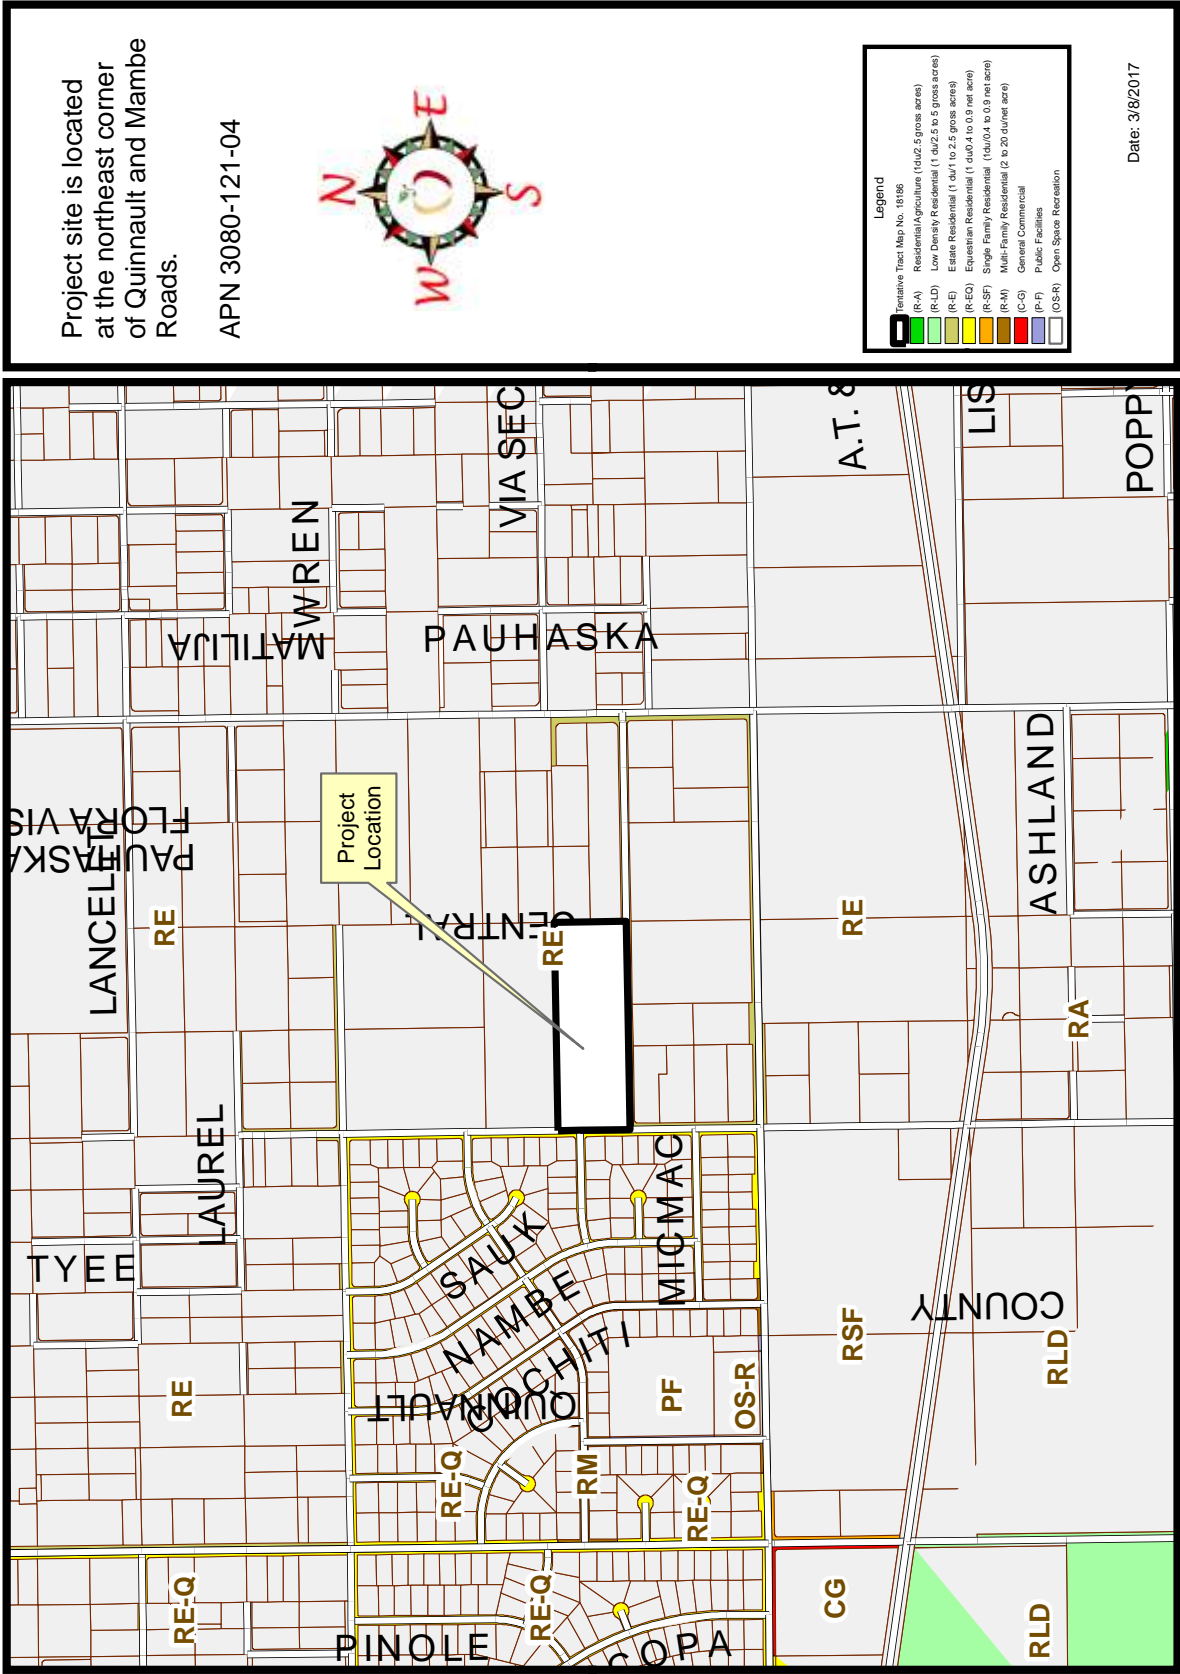 Project site is located
at the northeast corner
of Quinnault and Mambe
Roads.
APN 3080-121-04
N
E
S
W
Legend
Tentative Tract Map No. 18186
(R-A) Residential Agriculture (1du/2.5 gross acres)
(R-LD) Low Density Residential (1 du/2.5 to 5 gross acres)
(R-E) Estate Residential (1 du/1 to 2.5 gross acres)
(R-EQ) Equestrian Residential (1 du/0.4 to 0.9 net acre)
(R-SF) Single Family Residential (1du/0.4 to 0.9 net acre)
(R-M) Multi-Family Residential (2 to 20 du/net acre)
(C-G) General Commercial
(P-F) Public Facilities
(OS-R) Open Space Recreation
Date: 3/8/2017
VIA SEC
A.T. &
LIS
POPPY
WREN
MATILIJA
PAUHASKA
FLORA VIS
PAUHASKA
LANCELET
RE
Project
Location
CENTRAL
RE
RE
ASHLAND
RA
LAUREL
TYEE
SAUK
NAMBE
COCHITI
MICMAC
QUINNAULT
COUNTY
RE
RE-Q
RM
PF
OS-R
RE-Q
RSF
RLD
RE-Q
PINOLE
RE-Q
COPA
CG
RLD